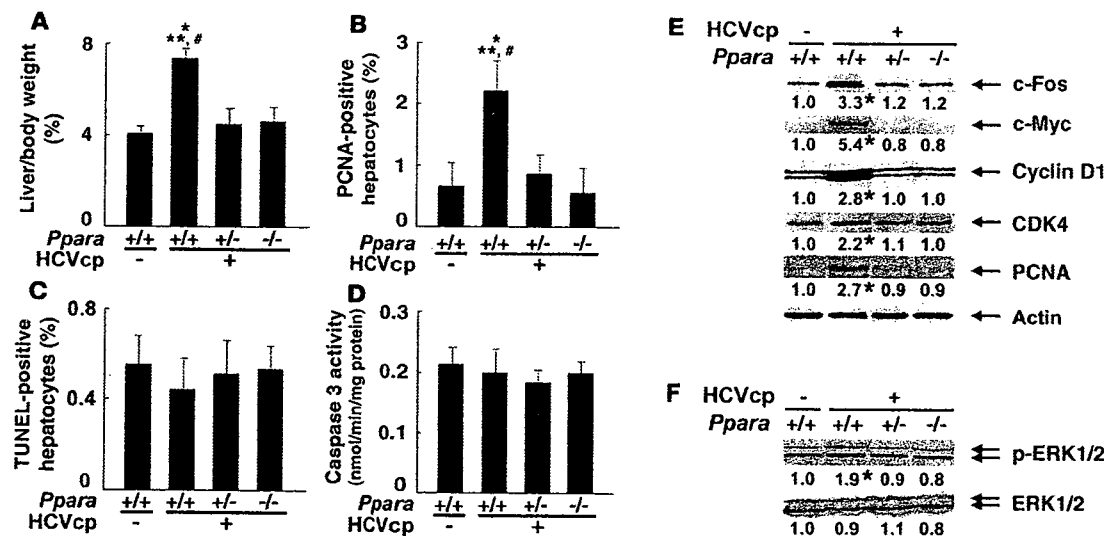 A
Liver/body weight
(%)
8
4
0
*
**, #
Ppara +/+ +/+ +/- -/-
HCVcp - +
B
PCNA-positive
hepatocytes (%)
3
2
1
0
*
**, #
Ppara +/+ +/+ +/- -/-
HCVcp - +
C
TUNEL-positive
hepatocytes (%)
0.8
0.4
0
Ppara +/+ +/+ +/- -/-
HCVcp - +
D
Caspase 3 activity
(nmol/min/mg protein)
0.3
0.2
0.1
0
Ppara +/+ +/+ +/- -/-
HCVcp - +
E
HCVcp - +
Ppara +/+ +/+ +/- -/-
c-Fos
1.0 3.3* 1.2 1.2
c-Myc
1.0 5.4* 0.8 0.8
Cyclin D1
1.0 2.8* 1.0 1.0
CDK4
1.0 2.2* 1.1 1.0
PCNA
1.0 2.7* 0.9 0.9
Actin
F
HCVcp - +
Ppara +/+ +/+ +/- -/-
p-ERK1/2
1.0 1.9* 0.9 0.8
ERK1/2
1.0 0.9 1.1 0.8